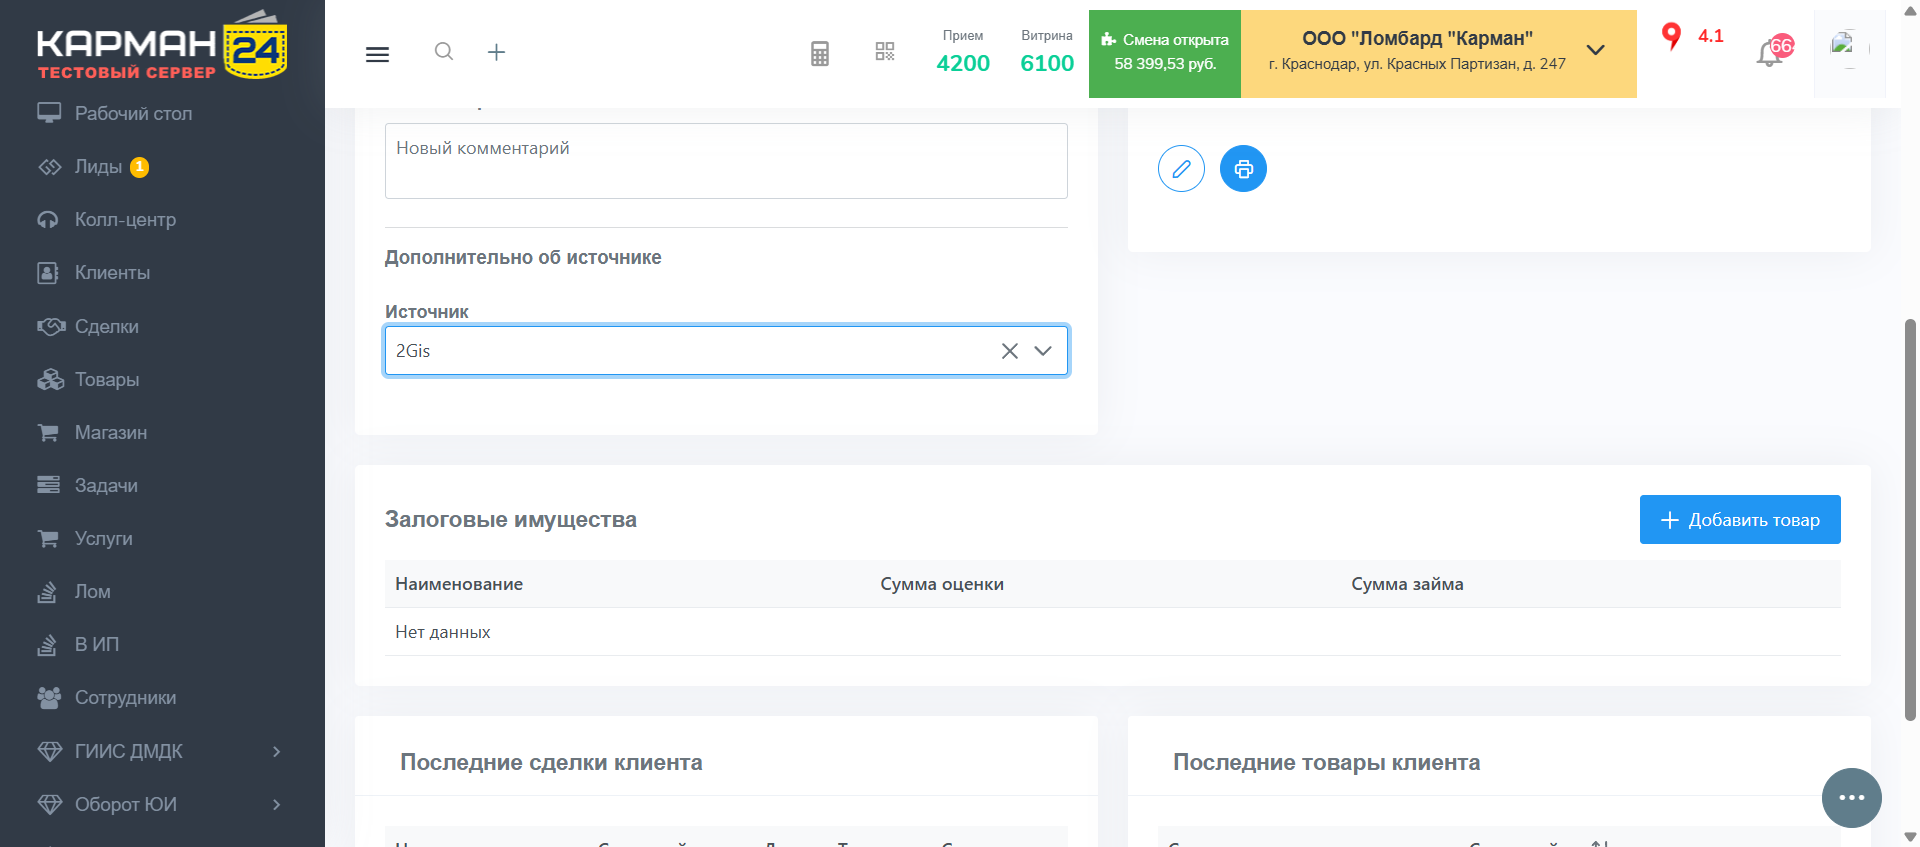 КАРМАН 24
ТЕСТОВЫЙ СЕРВЕР
Рабочий стол
Лиды 1
Колл-центр
Клиенты
Сделки
Товары
Магазин
Задачи
Услуги
Лом
В ИП
Сотрудники
ГИИС ДМДК
Оборот ЮИ
Прием
4200
Витрина
6100
Смена открыта
58 399,53 руб.
ООО "Ломбард "Карман"
г. Краснодар, ул. Красных Партизан, д. 247
4.1
Новый комментарий
Дополнительно об источнике
Источник
2Gis
Залоговые имущества
Добавить товар
Наименование Сумма оценки Сумма займа
Нет данных
Последние сделки клиента
Последние товары клиента